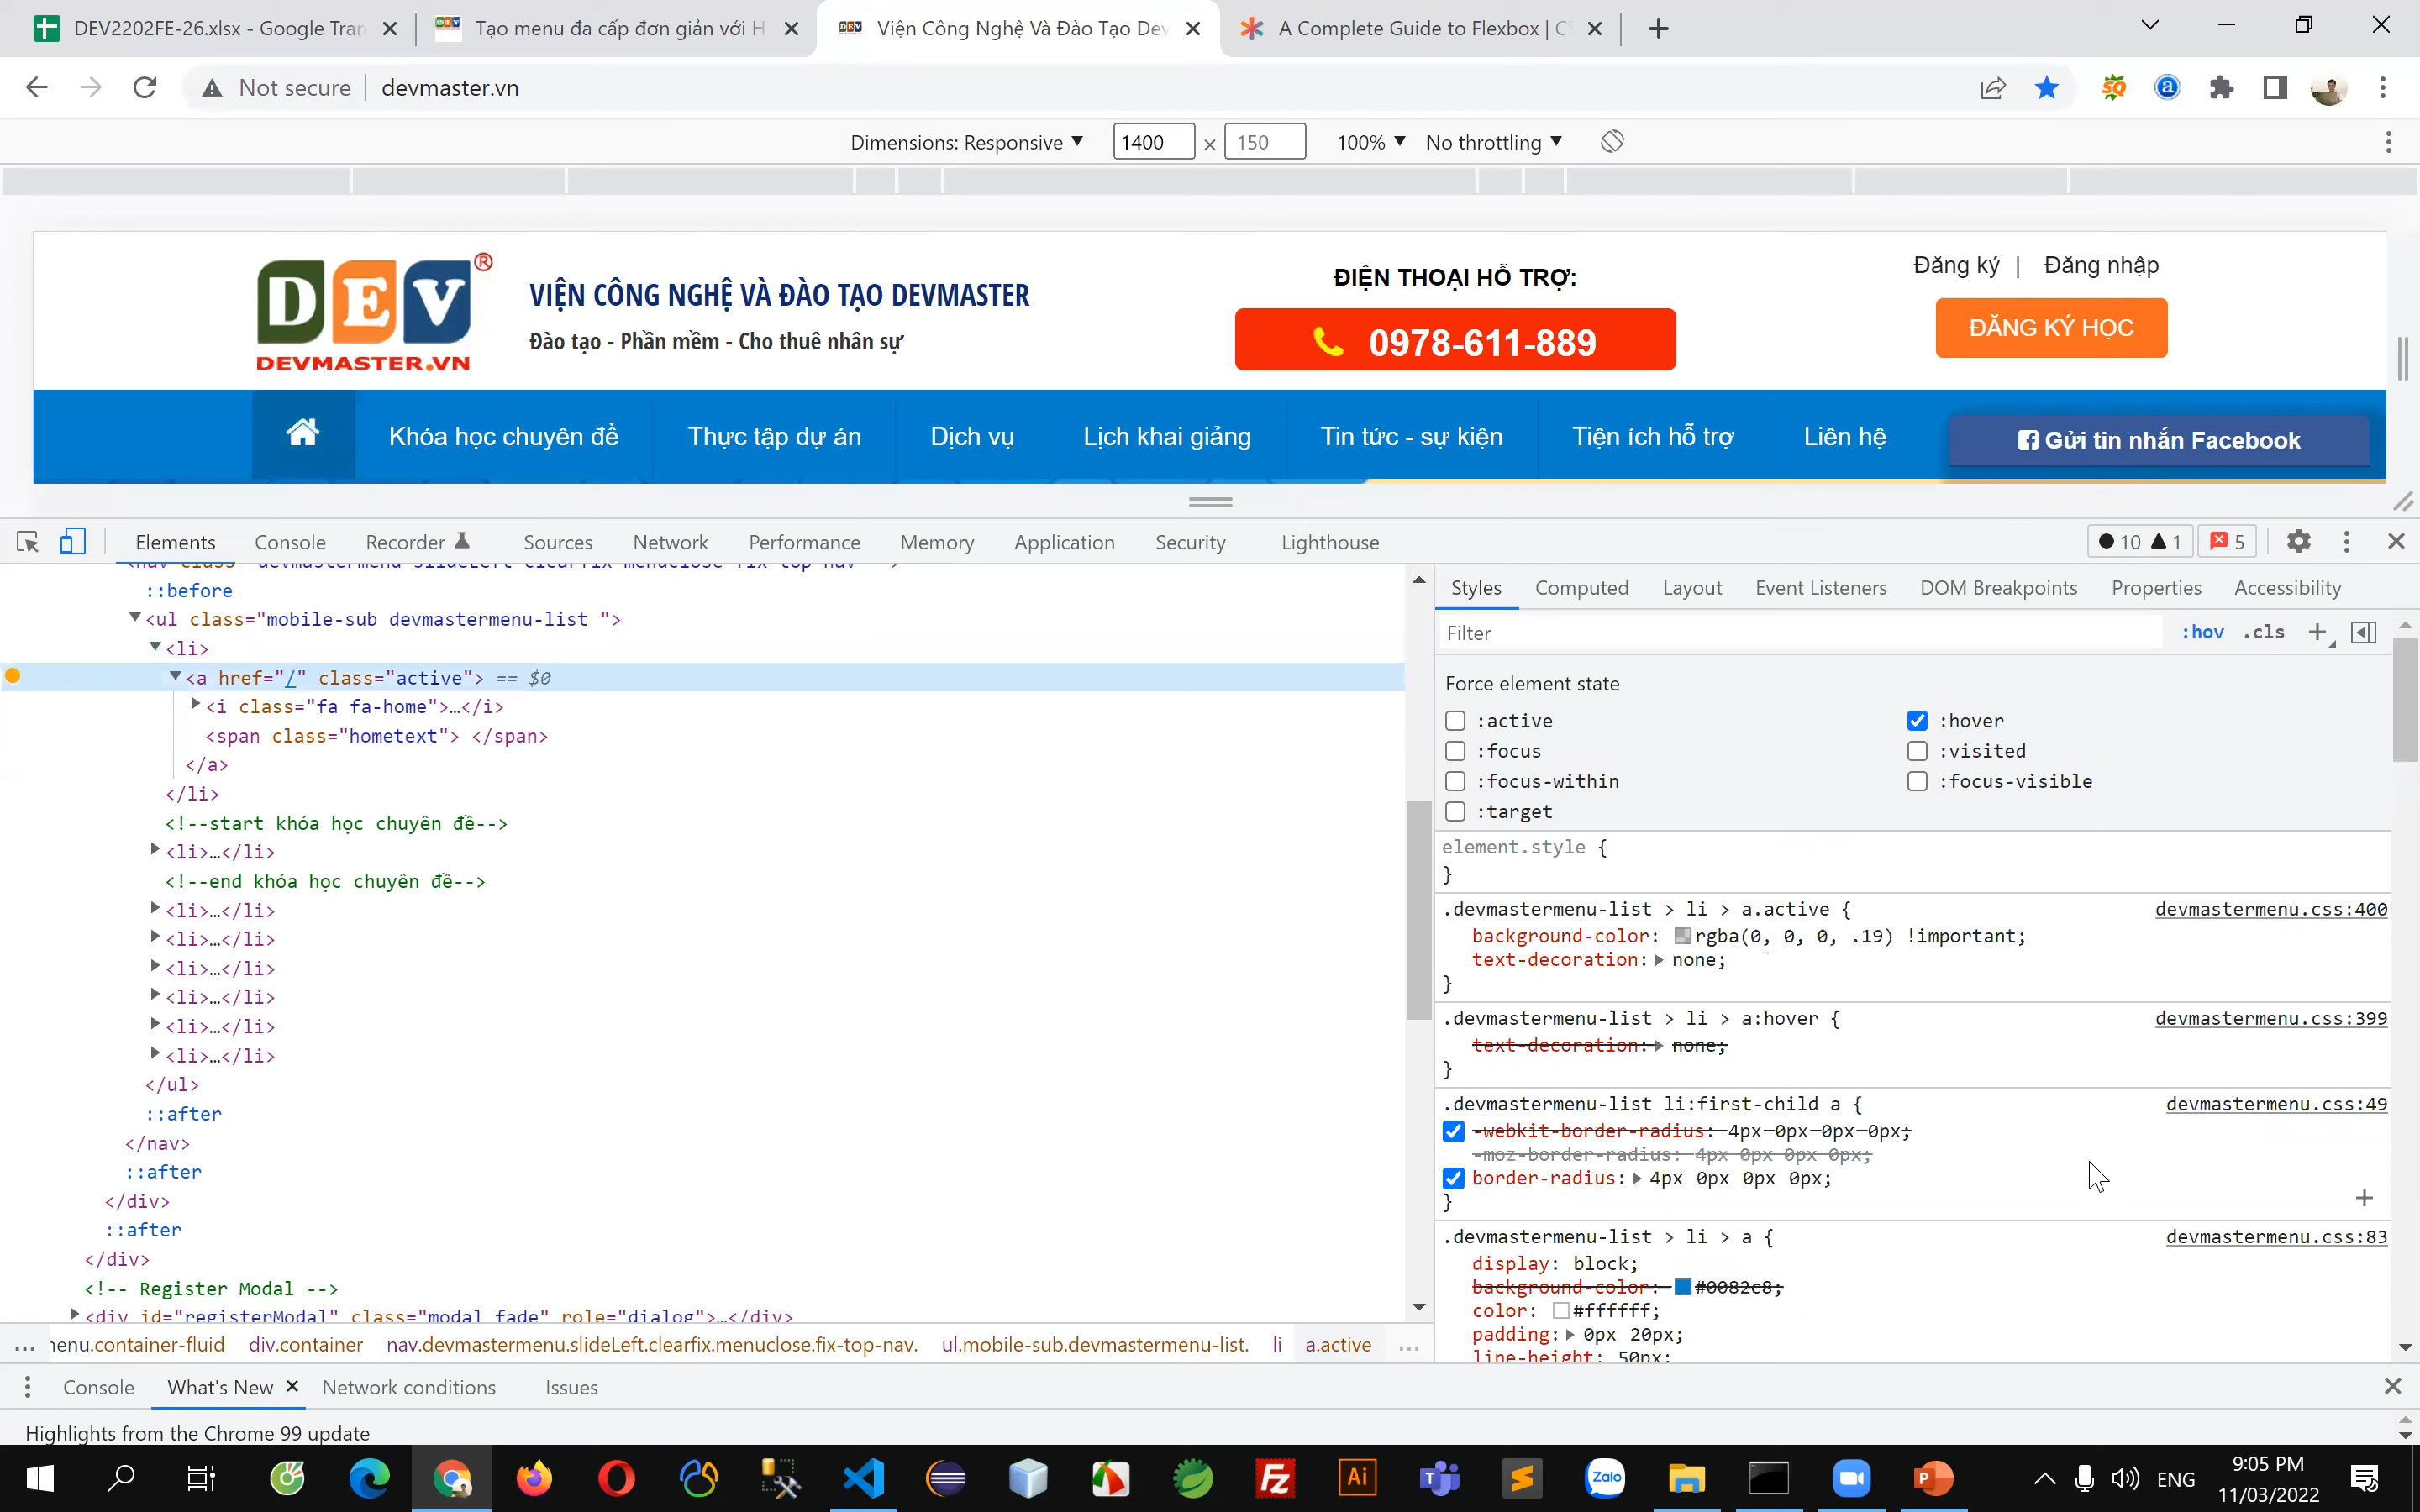 DEV2202FE-26.xlsx - Google Tran
Tạo menu đa cấp đơn giản với H
Viện Công Nghệ Và Đào Tạo Dev
A Complete Guide to Flexbox | CS
Not secure | devmaster.vn
Dimensions: Responsive ▼ 1400 × 150 100% ▼ No throttling ▼
DEV®
DEVMASTER.VN
VIỆN CÔNG NGHỆ VÀ ĐÀO TẠO DEVMASTER
Đào tạo - Phần mềm - Cho thuê nhân sự
ĐIỆN THOẠI HỖ TRỢ:
0978-611-889
Đăng ký | Đăng nhập
ĐĂNG KÝ HỌC
Khóa học chuyên đề Thực tập dự án Dịch vụ Lịch khai giảng Tin tức - sự kiện Tiện ích hỗ trợ Liên hệ
Gửi tin nhắn Facebook
Elements Console Recorder Sources Network Performance Memory Application Security Lighthouse 10 1 5
::before
<ul class="mobile-sub devmastermenu-list ">
<li>
<a href="/" class="active"> == $0
<i class="fa fa-home">…</i>
<span class="hometext"> </span>
</a>
</li>
<!--start khóa học chuyên đề-->
<li>…</li>
<!--end khóa học chuyên đề-->
<li>…</li>
<li>…</li>
<li>…</li>
<li>…</li>
<li>…</li>
<li>…</li>
</ul>
::after
</nav>
::after
</div>
::after
</div>
<!-- Register Modal -->
<div id="registerModal" class="modal fade" role="dialog">…</div>
... nenu.container-fluid div.container nav.devmastermenu.slideLeft.clearfix.menuclose.fix-top-nav. ul.mobile-sub.devmastermenu-list. li a.active ...
Styles Computed Layout Event Listeners DOM Breakpoints Properties Accessibility
Filter :hov .cls +
Force element state
:active :hover
:focus :visited
:focus-within :focus-visible
:target
element.style {
}
.devmastermenu-list > li > a.active { devmastermenu.css:400
background-color: rgba(0, 0, 0, .19) !important;
text-decoration: none;
}
.devmastermenu-list > li > a:hover { devmastermenu.css:399
text-decoration: none;
}
.devmastermenu-list li:first-child a { devmastermenu.css:49
-webkit-border-radius: 4px 0px 0px 0px;
-moz-border-radius: 4px 0px 0px 0px;
border-radius: 4px 0px 0px 0px;
}
.devmastermenu-list > li > a { devmastermenu.css:83
display: block;
background-color: #0082c8;
color: #ffffff;
padding: 0px 20px;
line-height: 50px;
Console What's New Network conditions Issues
Highlights from the Chrome 99 update
ENG
9:05 PM
11/03/2022